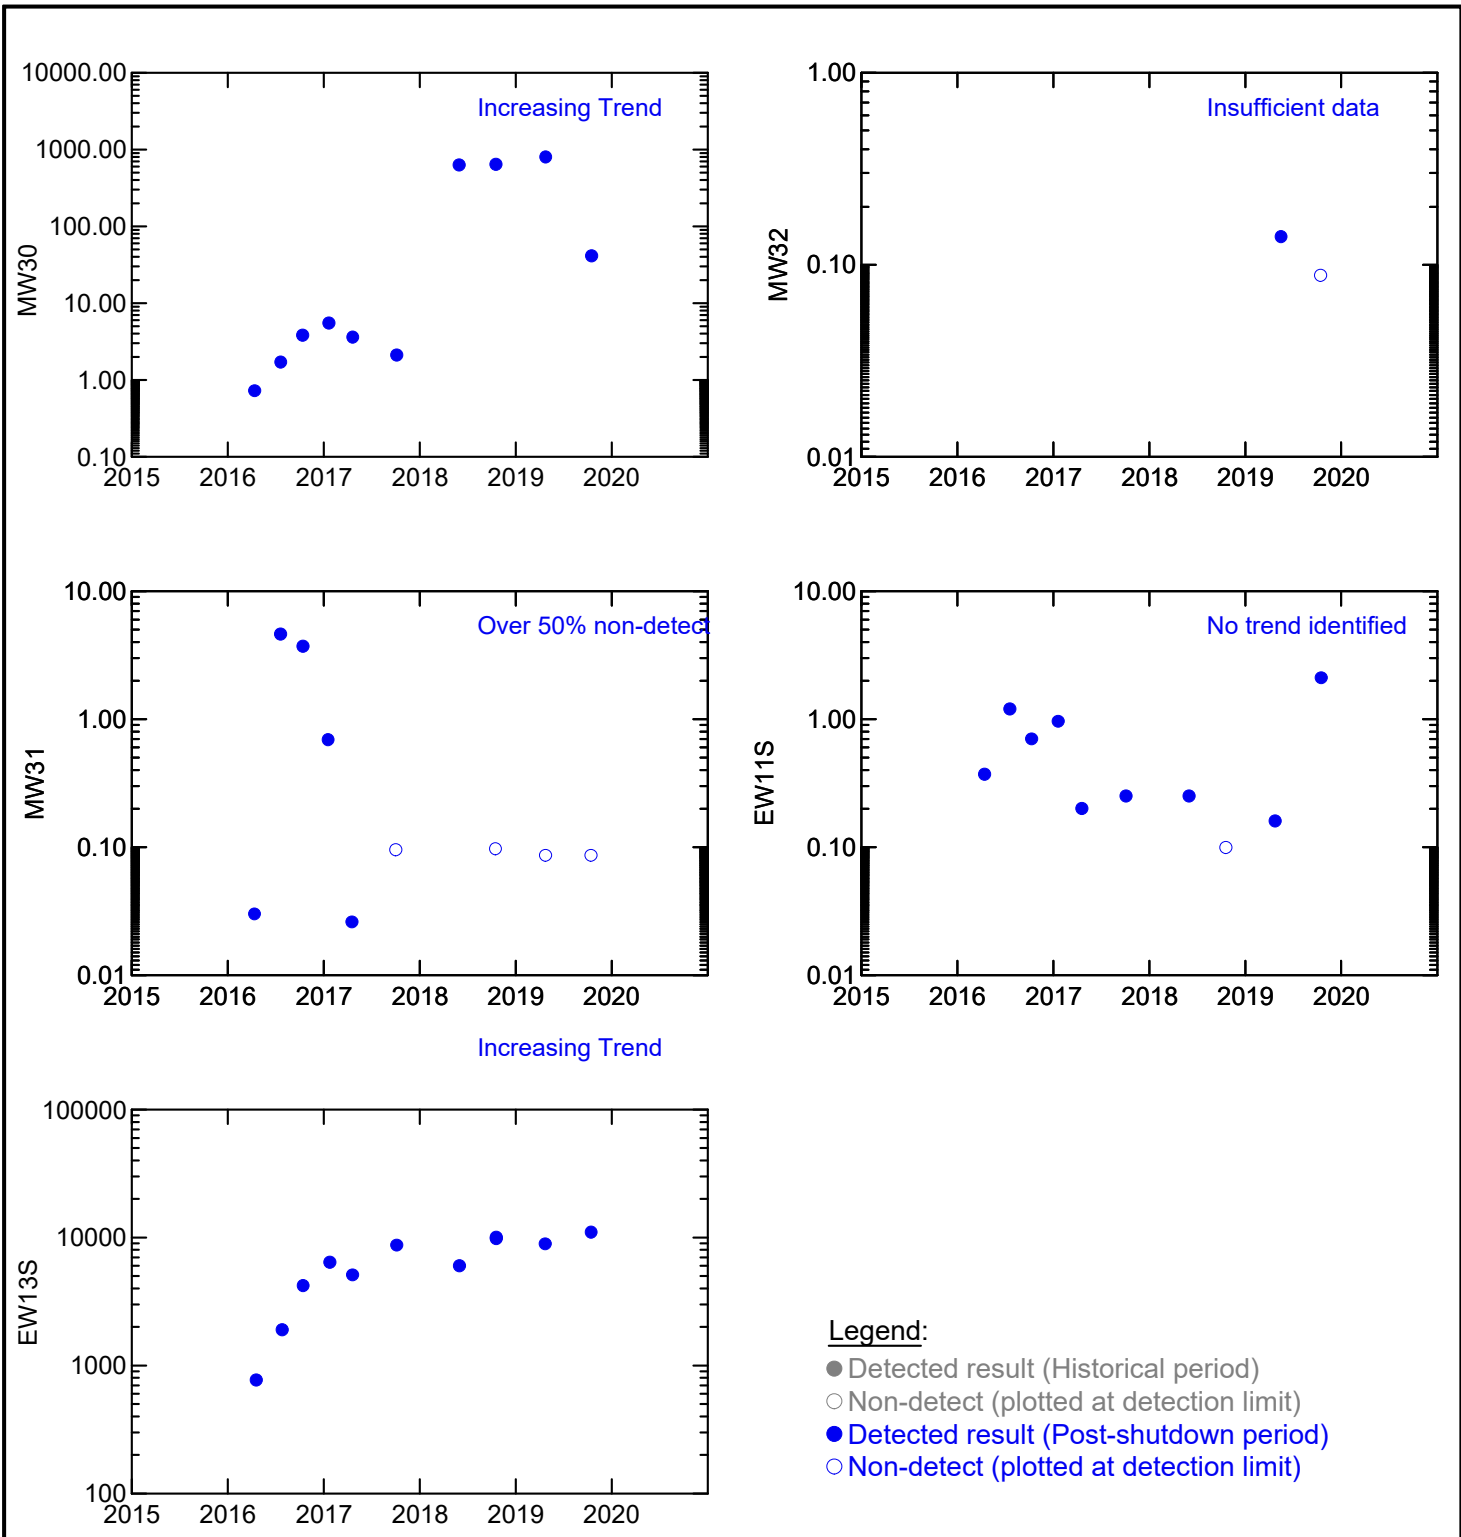 10000.00
1000.00
100.00
10.00
1.00
0.10
MW30
Increasing Trend
2015 2016 2017 2018 2019 2020
1.00
0.10
0.01
MW32
Insufficient data
2015 2016 2017 2018 2019 2020
10.00
1.00
0.10
0.01
MW31
Over 50% non-detect
2015 2016 2017 2018 2019 2020
10.00
1.00
0.10
0.01
EW11S
No trend identified
2015 2016 2017 2018 2019 2020
Increasing Trend
100000
10000
1000
100
EW13S
2015 2016 2017 2018 2019 2020
Legend:
Detected result (Historical period)
Non-detect (plotted at detection limit)
Detected result (Post-shutdown period)
Non-detect (plotted at detection limit)